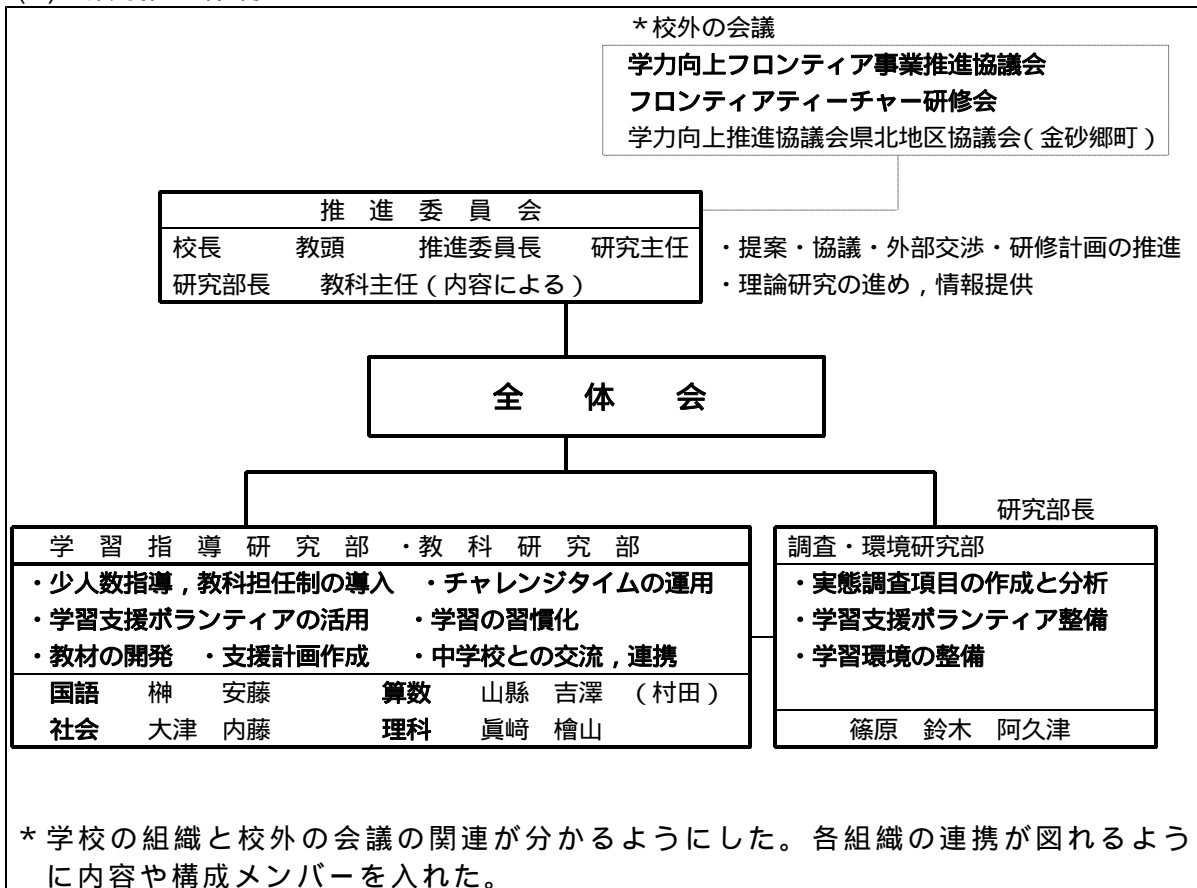 *校外の会議
学力向上フロンティア事業推進協議会
フロンティアティーチャー研修会
学力向上推進協議会県北地区協議会(金砂郷町)
推進委員会
校長 教頭 推進委員長 研究主任
研究部長 教科主任(内容による)
・提案・協議・外部交渉・研修計画の推進
・理論研究の進め,情報提供
全体会
研究部長
学習指導研究部・教科研究部
・少人数指導,教科担任制の導入 ・チャレンジタイムの運用
・学習支援ボランティアの活用 ・学習の習慣化
・教材の開発 ・支援計画作成 ・中学校との交流,連携
国語 榊 安藤 算数 山縣 吉澤 (村田)
社会 大津 内藤 理科 眞﨑 檜山
調査・環境研究部
・実態調査項目の作成と分析
・学習支援ボランティア整備
・学習環境の整備
篠原 鈴木 阿久津
*学校の組織と校外の会議の関連が分かるようにした。各組織の連携が図れるよう
に内容や構成メンバーを入れた。